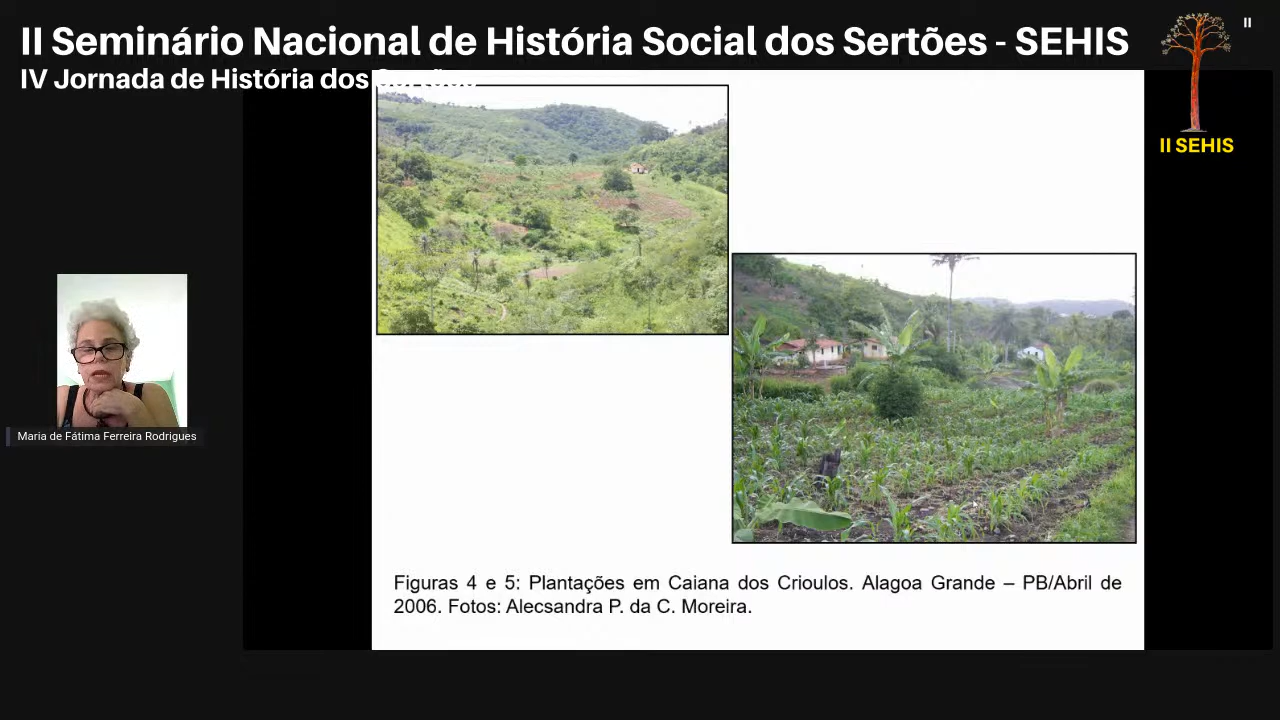 II Seminário Nacional de História Social dos Sertões - SEHIS
IV Jornada de História dos Sertões
II
II SEHIS
Maria de Fátima Ferreira Rodrigues
Figuras 4 e 5: Plantações em Caiana dos Crioulos. Alagoa Grande – PB/Abril de
2006. Fotos: Alecsandra P. da C. Moreira.